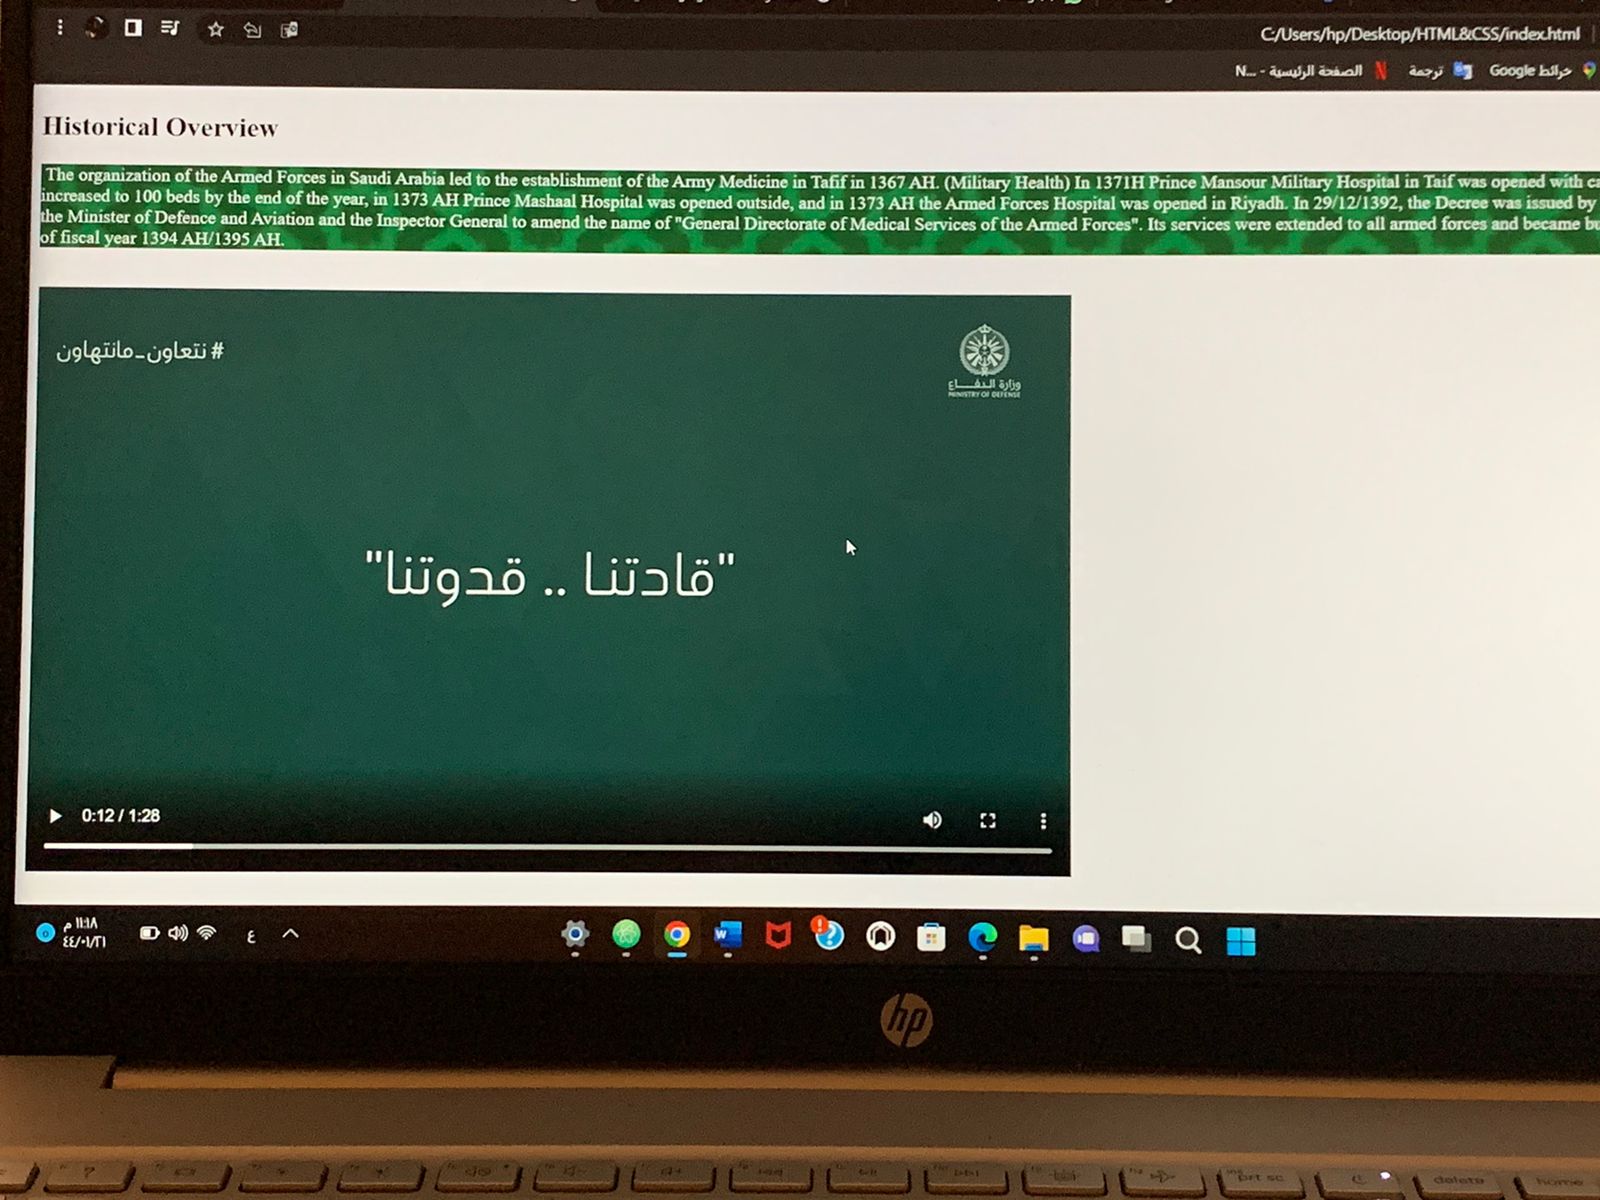 C:/Users/hp/Desktop/HTML&CSS/index.html
خرائط Google
ترجمة
الصفحة الرئيسية - N...
Historical Overview
The organization of the Armed Forces in Saudi Arabia led to the establishment of the Army Medicine in Tafif in 1367 AH. (Military Health) In 1371H Prince Mansour Military Hospital in Taif was opened with
increased to 100 beds by the end of the year, in 1373 AH Prince Mashaal Hospital was opened outside, and in 1373 AH the Armed Forces Hospital was opened in Riyadh. In 29/12/1392, the Decree was issued by
the Minister of Defence and Aviation and the Inspector General to amend the name of "General Directorate of Medical Services of the Armed Forces". Its services were extended to all armed forces and became
of fiscal year 1394 AH/1395 AH.
#نتعاون_مانتهاون
وزارة الدفاع
MINISTRY OF DEFENSE
"قادتنا .. قدوتنا"
0:12 / 1:28
١١:١٨ م
٤٤/٠١/٢١
ع
hp
prt sc
delete
home